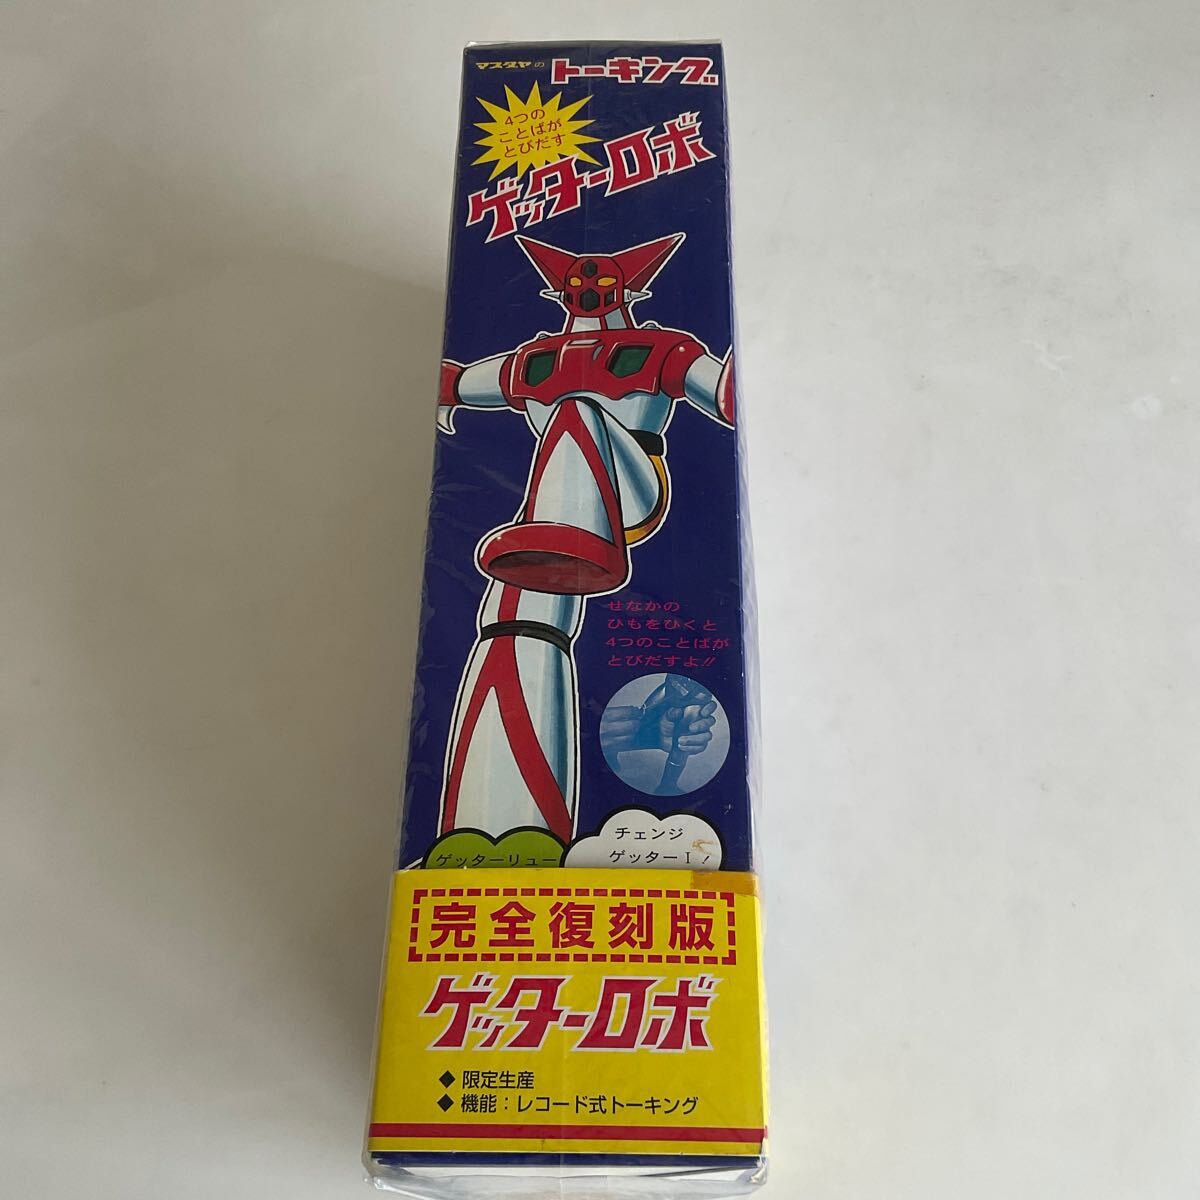 マスダヤの トーキング
4つの
ことばが
とびだす
ゲッターロボ
せなかの
ひもをひくと
4つのことばが
とびだすよ!!
ゲッターリュー
チェンジ
ゲッターⅠ!
完全復刻版
ゲッターロボ
◆ 限定生産
◆ 機能：レコード式トーキング